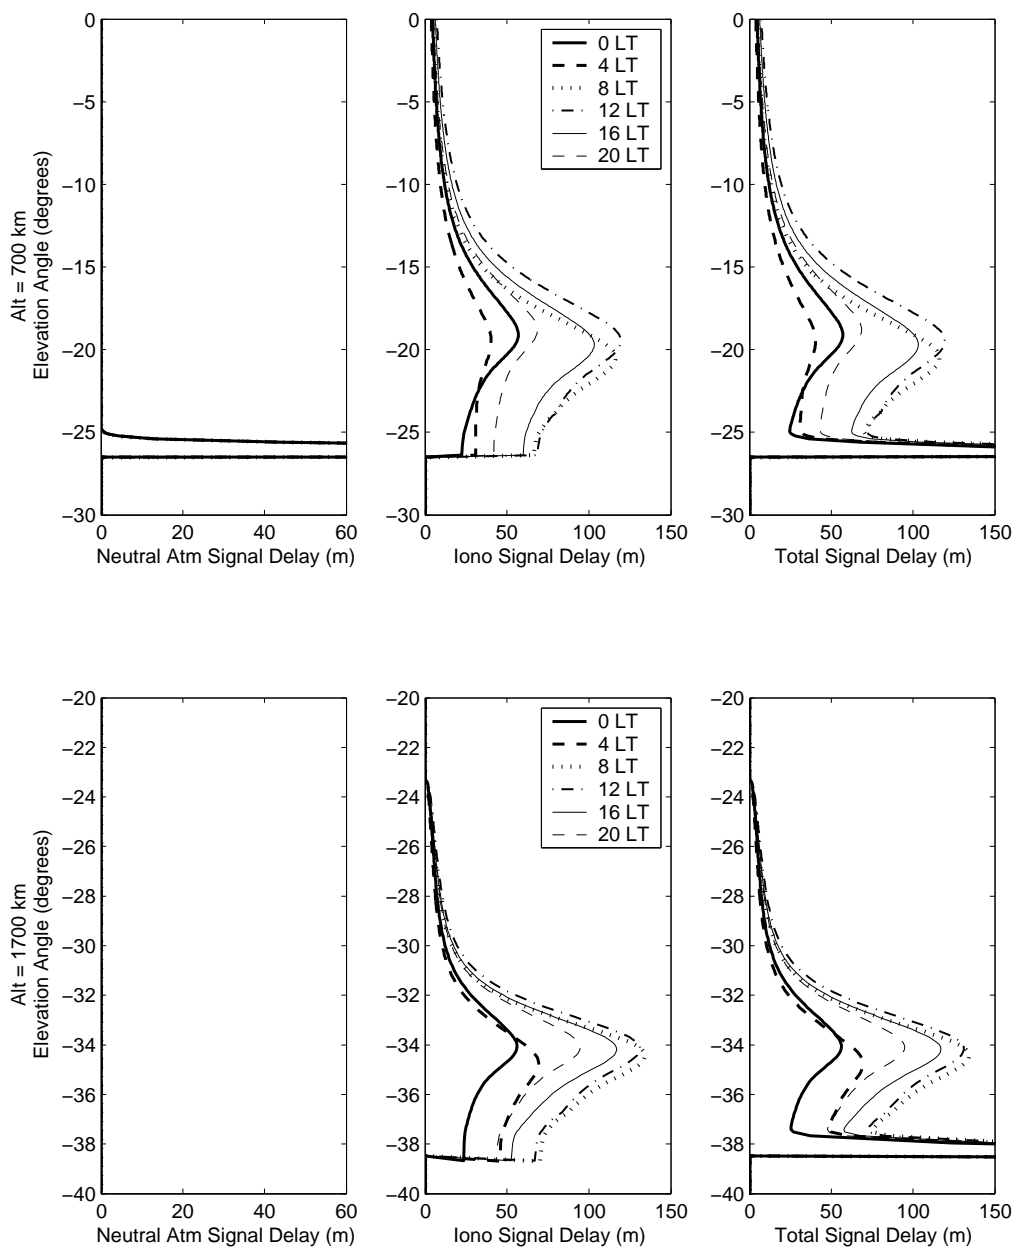 Alt = 700 km
Elevation Angle (degrees)
0
−5
−10
−15
−20
−25
−30
0 20 40 60
Neutral Atm Signal Delay (m)
0
−5
−10
−15
−20
−25
−30
0 50 100 150
Iono Signal Delay (m)
0 LT
4 LT
8 LT
12 LT
16 LT
20 LT
0
−5
−10
−15
−20
−25
−30
0 50 100 150
Total Signal Delay (m)
Alt = 1700 km
Elevation Angle (degrees)
−20
−22
−24
−26
−28
−30
−32
−34
−36
−38
−40
0 20 40 60
Neutral Atm Signal Delay (m)
−20
−22
−24
−26
−28
−30
−32
−34
−36
−38
−40
0 50 100 150
Iono Signal Delay (m)
0 LT
4 LT
8 LT
12 LT
16 LT
20 LT
−20
−22
−24
−26
−28
−30
−32
−34
−36
−38
−40
0 50 100 150
Total Signal Delay (m)